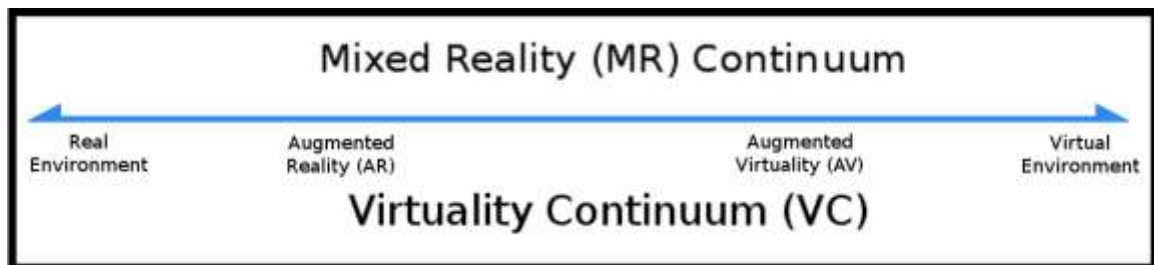 Mixed Reality (MR) Continuum
Real
Environment
Augmented
Reality (AR)
Augmented
Virtuality (AV)
Virtual
Environment
Virtuality Continuum (VC)